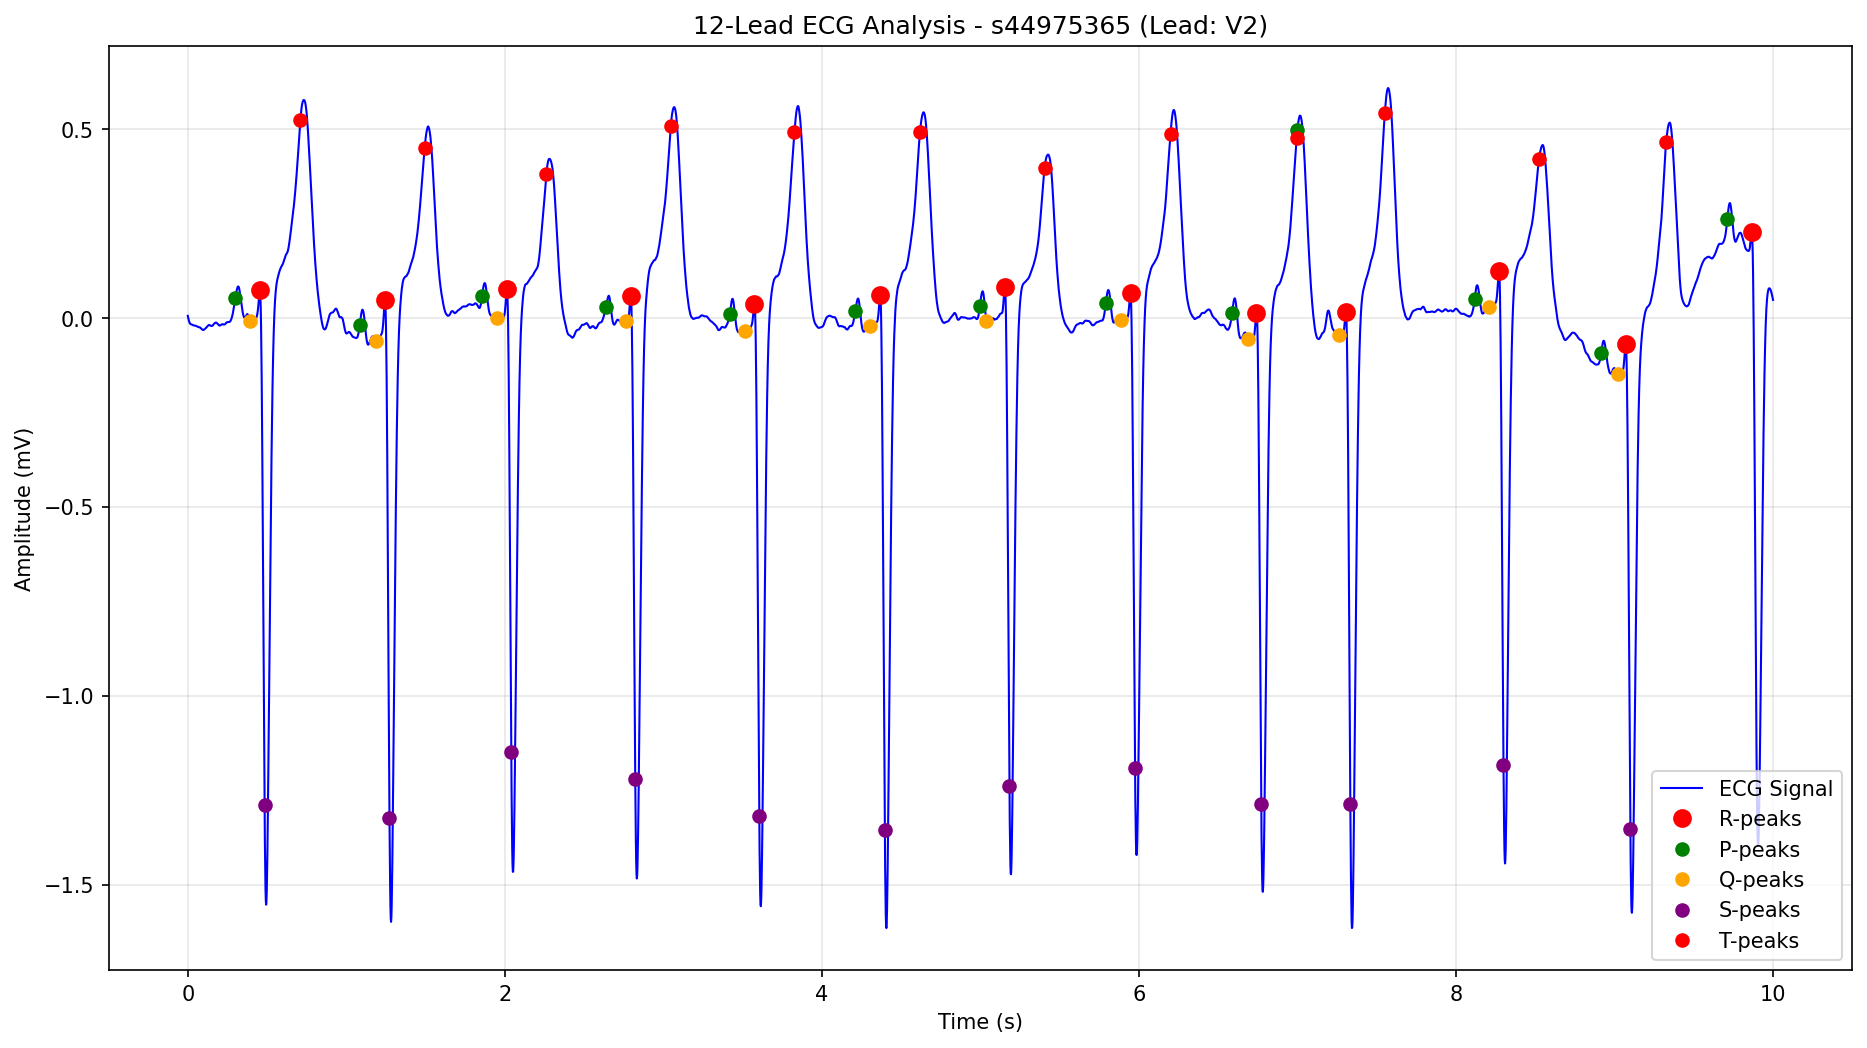 12-Lead ECG Analysis - s44975365 (Lead: V2)
Amplitude (mV)
0.5
0.0
−0.5
−1.0
−1.5
0
2
4
6
8
10
Time (s)
ECG Signal
R-peaks
P-peaks
Q-peaks
S-peaks
T-peaks